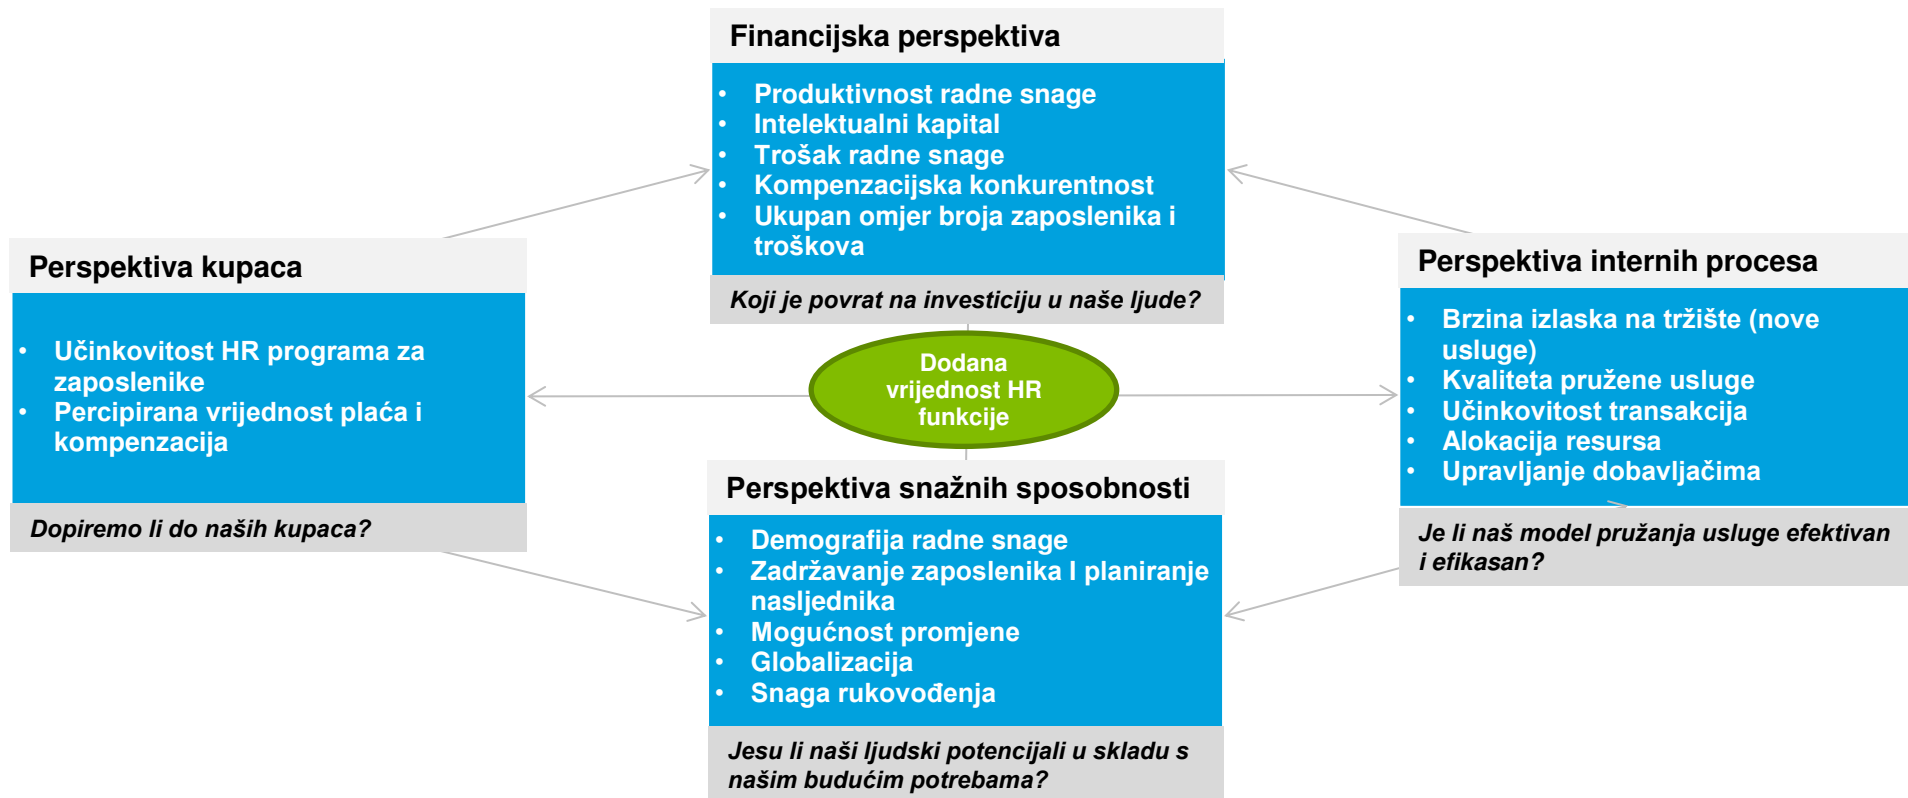 Financijska perspektiva
• Produktivnost radne snage
• Intelektualni kapital
• Trošak radne snage
• Kompenzacijska konkurentnost
• Ukupan omjer broja zaposlenika i
troškova
Koji je povrat na investiciju u naše ljude?
Perspektiva kupaca
• Učinkovitost HR programa za
zaposlenike
• Percipirana vrijednost plaća i
kompenzacija
Dopiremo li do naših kupaca?
Dodana
vrijednost HR
funkcije
Perspektiva internih procesa
• Brzina izlaska na tržište (nove
usluge)
• Kvaliteta pružene usluge
• Učinkovitost transakcija
• Alokacija resursa
• Upravljanje dobavljačima
Je li naš model pružanja usluge efektivan
i efikasan?
Perspektiva snažnih sposobnosti
• Demografija radne snage
• Zadržavanje zaposlenika I planiranje
nasljednika
• Mogućnost promjene
• Globalizacija
• Snaga rukovođenja
Jesu li naši ljudski potencijali u skladu s
našim budućim potrebama?